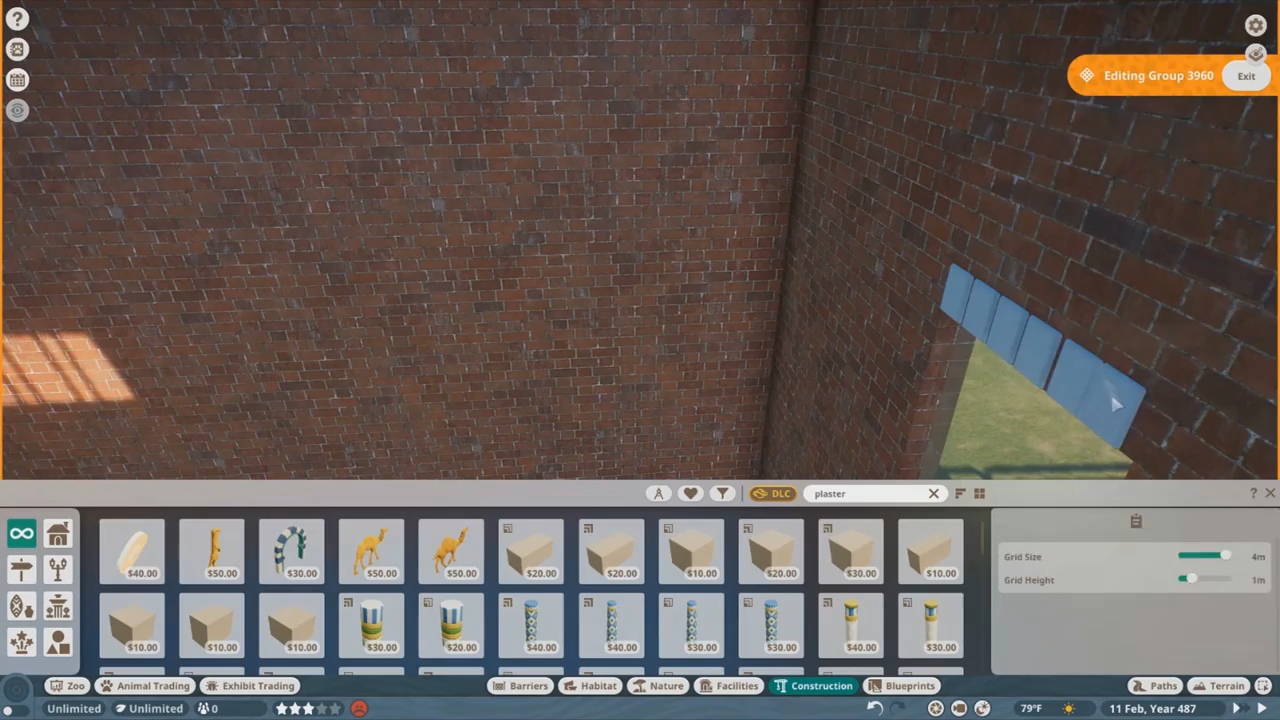 ?
Editing Group 3960 Exit
DLC plaster ?
$40.00 $50.00 $30.00 $50.00 $50.00 $20.00 $20.00 $10.00 $20.00 $30.00 $10.00
Grid Size 4m
Grid Height 1m
$10.00 $10.00 $10.00 $30.00 $20.00 $40.00 $40.00 $30.00 $30.00 $40.00 $30.00
Zoo Animal Trading Exhibit Trading Barriers Habitat Nature Facilities Construction Blueprints Paths Terrain
Unlimited Unlimited 0 79°F 11 Feb, Year 487